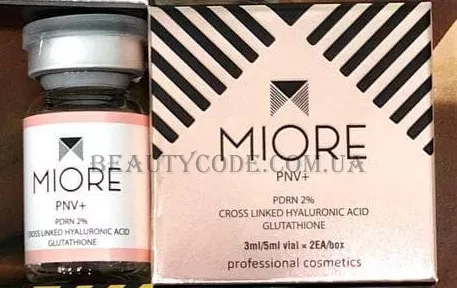 MIORE
PNV+
PDRN 2%
CROSS LINKED HYALURONIC ACID
GLUTATHIONE
MIORE
PNV+
PDRN 2%
CROSS LINKED HYALURONIC ACID
GLUTATHIONE
3ml/5ml vial × 2EA/box
professional cosmetics
BEAUTYCODE.COM.UA